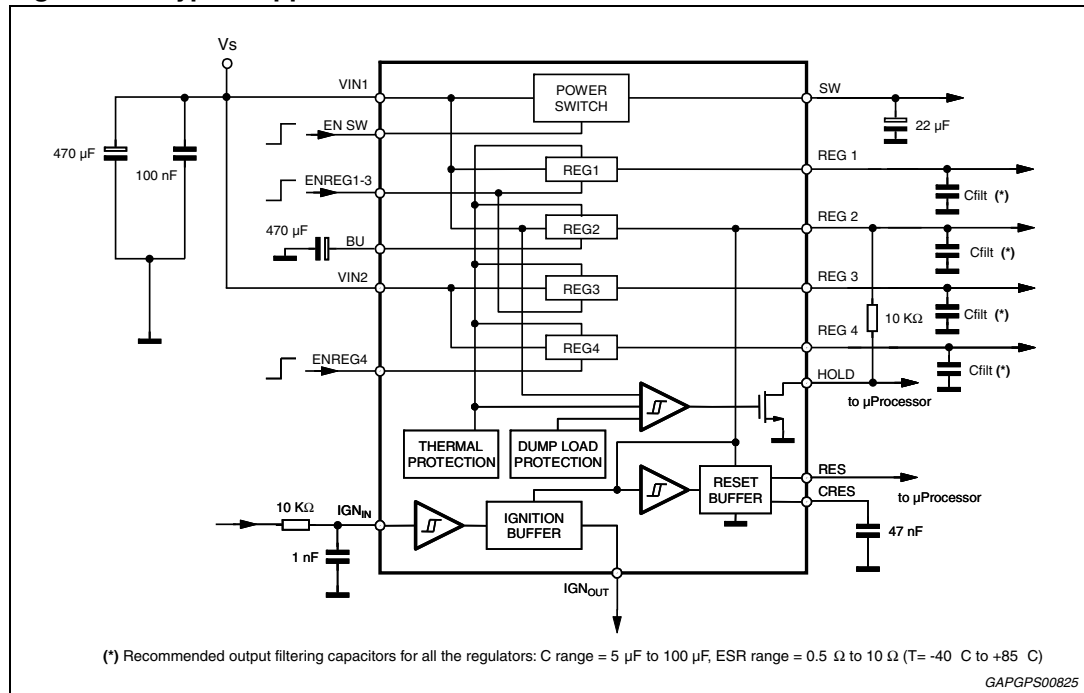 Vs
VIN1
POWER
SWITCH
SW
EN SW
22 µF
470 µF
100 nF
REG 1
REG1
ENREG1-3
Cfilt (*)
REG 2
470 µF
REG2
BU
Cfilt (*)
VIN2
REG 3
REG3
10 KΩ
Cfilt (*)
REG 4
REG4
ENREG4
Cfilt (*)
HOLD
to µProcessor
THERMAL
PROTECTION
DUMP LOAD
PROTECTION
RES
RESET
BUFFER
to µProcessor
CRES
10 KΩ
IGNIN
IGNITION
BUFFER
47 nF
1 nF
IGNOUT
(*) Recommended output filtering capacitors for all the regulators: C range = 5 µF to 100 µF, ESR range = 0.5 Ω to 10 Ω (T= -40 C to +85 C)
GAPGPS00825